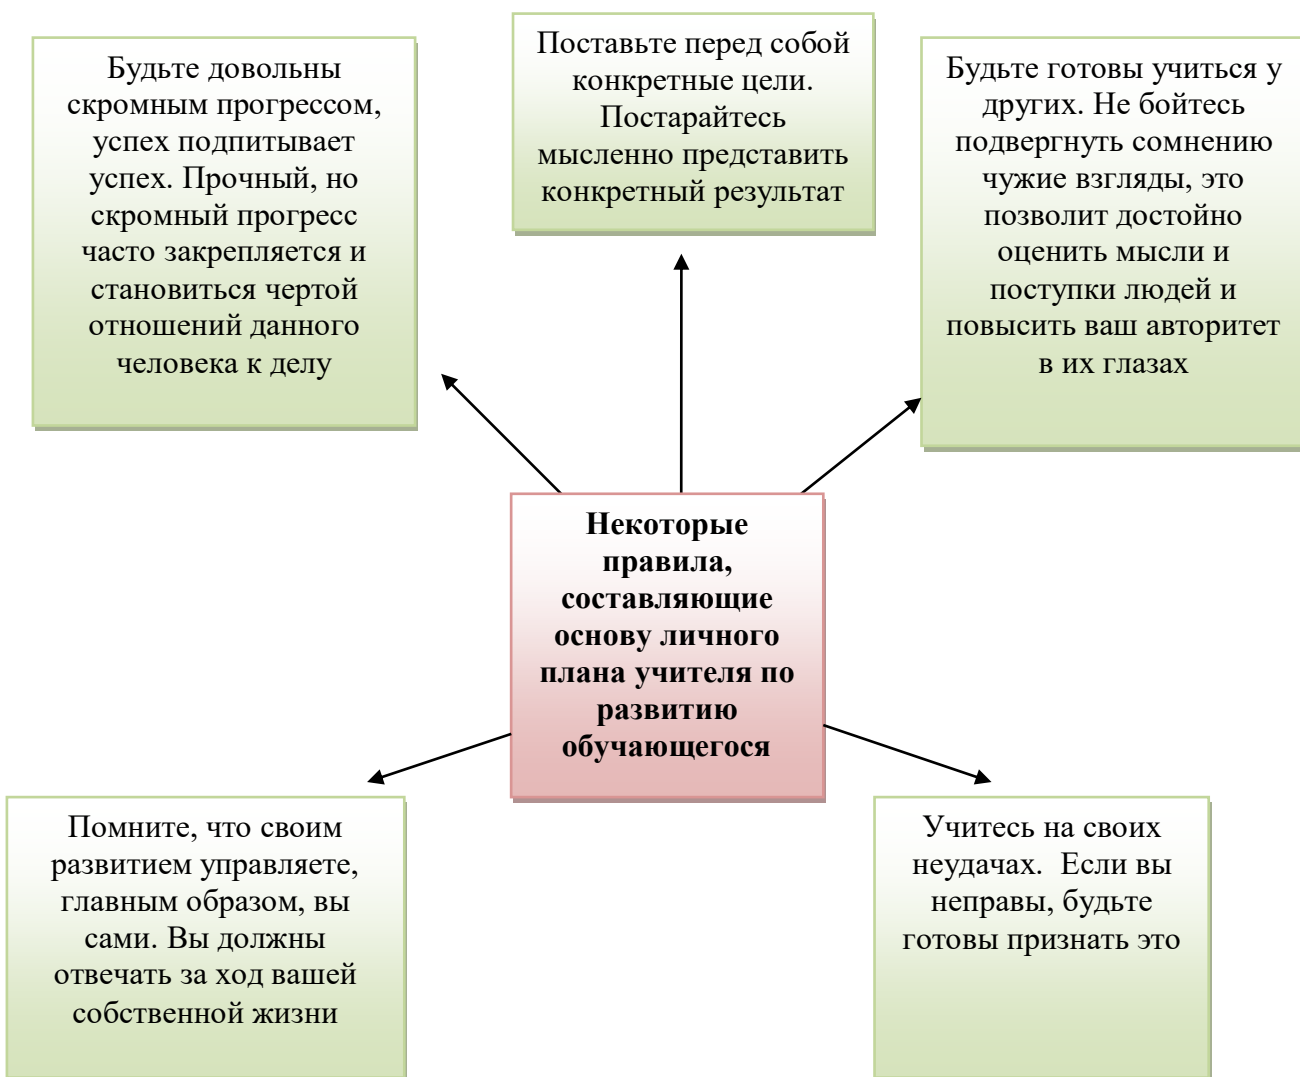 Будьте довольны
скромным прогрессом,
успех подпитывает
успех. Прочный, но
скромный прогресс
часто закрепляется и
становиться чертой
отношений данного
человека к делу
Поставьте перед собой
конкретные цели.
Постарайтесь
мысленно представить
конкретный результат
Будьте готовы учиться у
других. Не бойтесь
подвергнуть сомнению
чужие взгляды, это
позволит достойно
оценить мысли и
поступки людей и
повысить ваш авторитет
в их глазах
Некоторые
правила,
составляющие
основу личного
плана учителя по
развитию
обучающегося
Помните, что своим
развитием управляете,
главным образом, вы
сами. Вы должны
отвечать за ход вашей
собственной жизни
Учитесь на своих
неудачах.  Если вы
неправы, будьте
готовы признать это